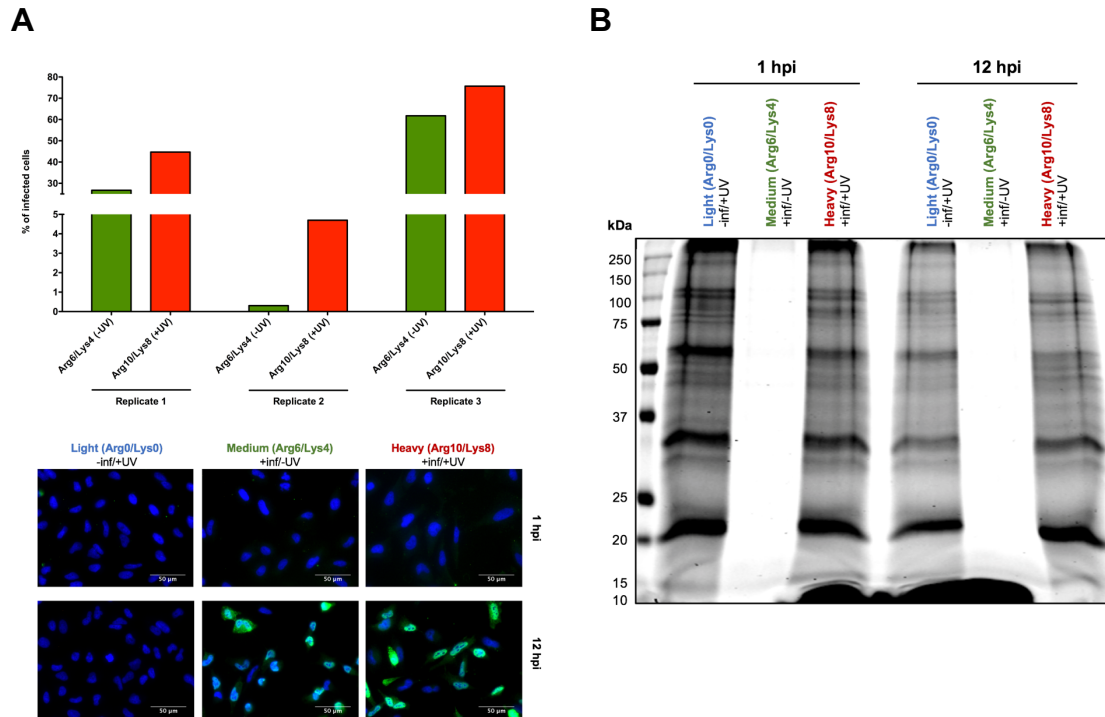 A
% of infected cells
80
70
60
50
40
30
5
4
3
2
1
0
Arg6/Lys4 (-UV)
Arg10/Lys8 (+UV)
Arg6/Lys4 (-UV)
Arg10/Lys8 (+UV)
Arg6/Lys4 (-UV)
Arg10/Lys8 (+UV)
Replicate 1
Replicate 2
Replicate 3
Light (Arg0/Lys0)
-inf/+UV
Medium (Arg6/Lys4)
+inf/-UV
Heavy (Arg10/Lys8)
+inf/+UV
50 µm
50 µm
50 µm
1 hpi
50 µm
50 µm
50 µm
12 hpi
B
1 hpi
12 hpi
Light (Arg0/Lys0)
-inf/+UV
Medium (Arg6/Lys4)
+inf/-UV
Heavy (Arg10/Lys8)
+inf/+UV
Light (Arg0/Lys0)
-inf/+UV
Medium (Arg6/Lys4)
+inf/-UV
Heavy (Arg10/Lys8)
+inf/+UV
kDa
250
150
100
75
50
37
25
20
15
10